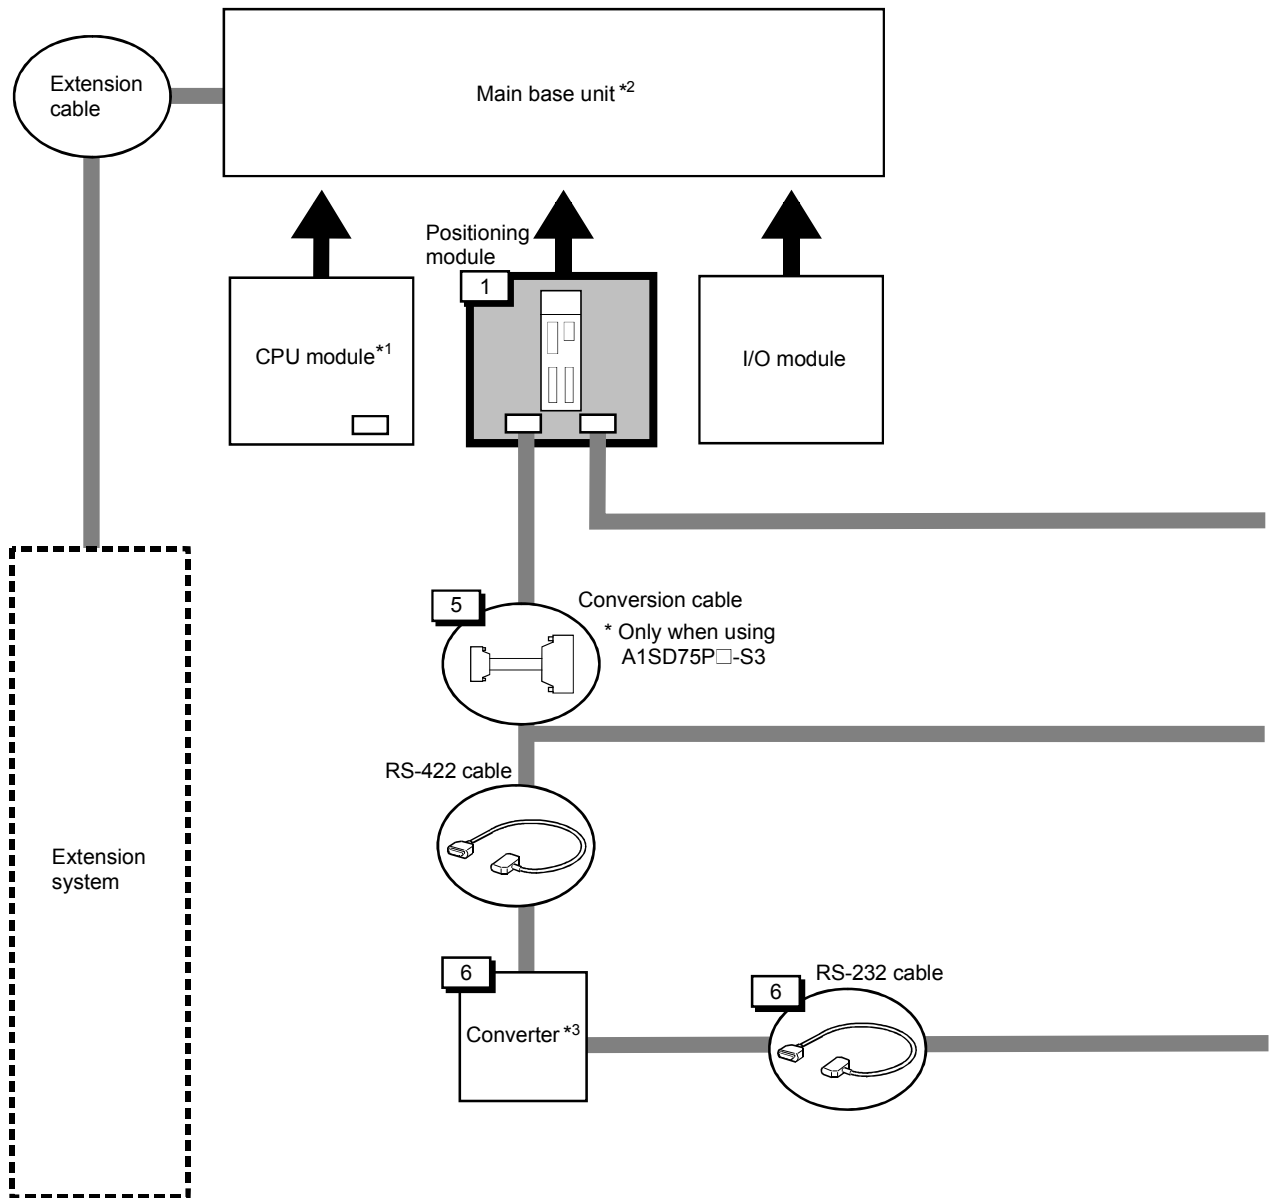 Extension
cable
Main base unit *2
Positioning
module
1
CPU module*1
I/O module
5
Conversion cable
* Only when using
A1SD75P□-S3
RS-422 cable
Extension
system
6
Converter *3
RS-232 cable
6